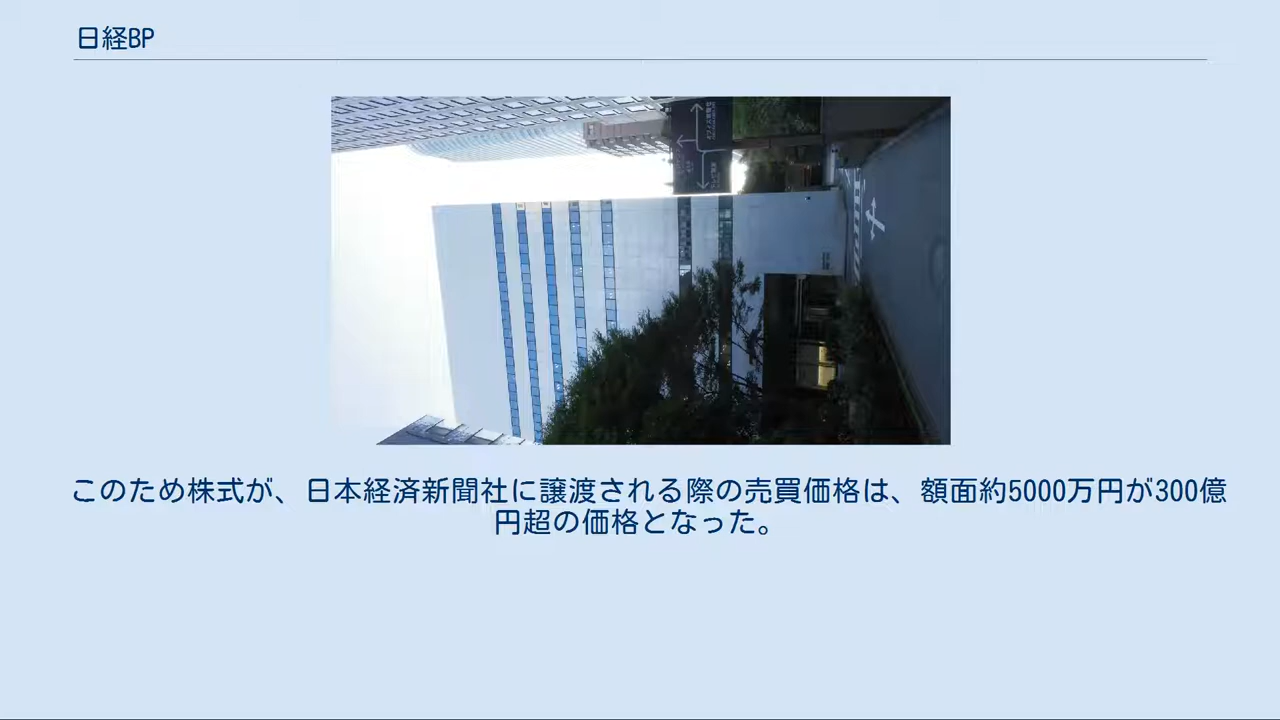 日経BP
このため株式が、日本経済新聞社に譲渡される際の売買価格は、額面約5000万円が300億
円超の価格となった。